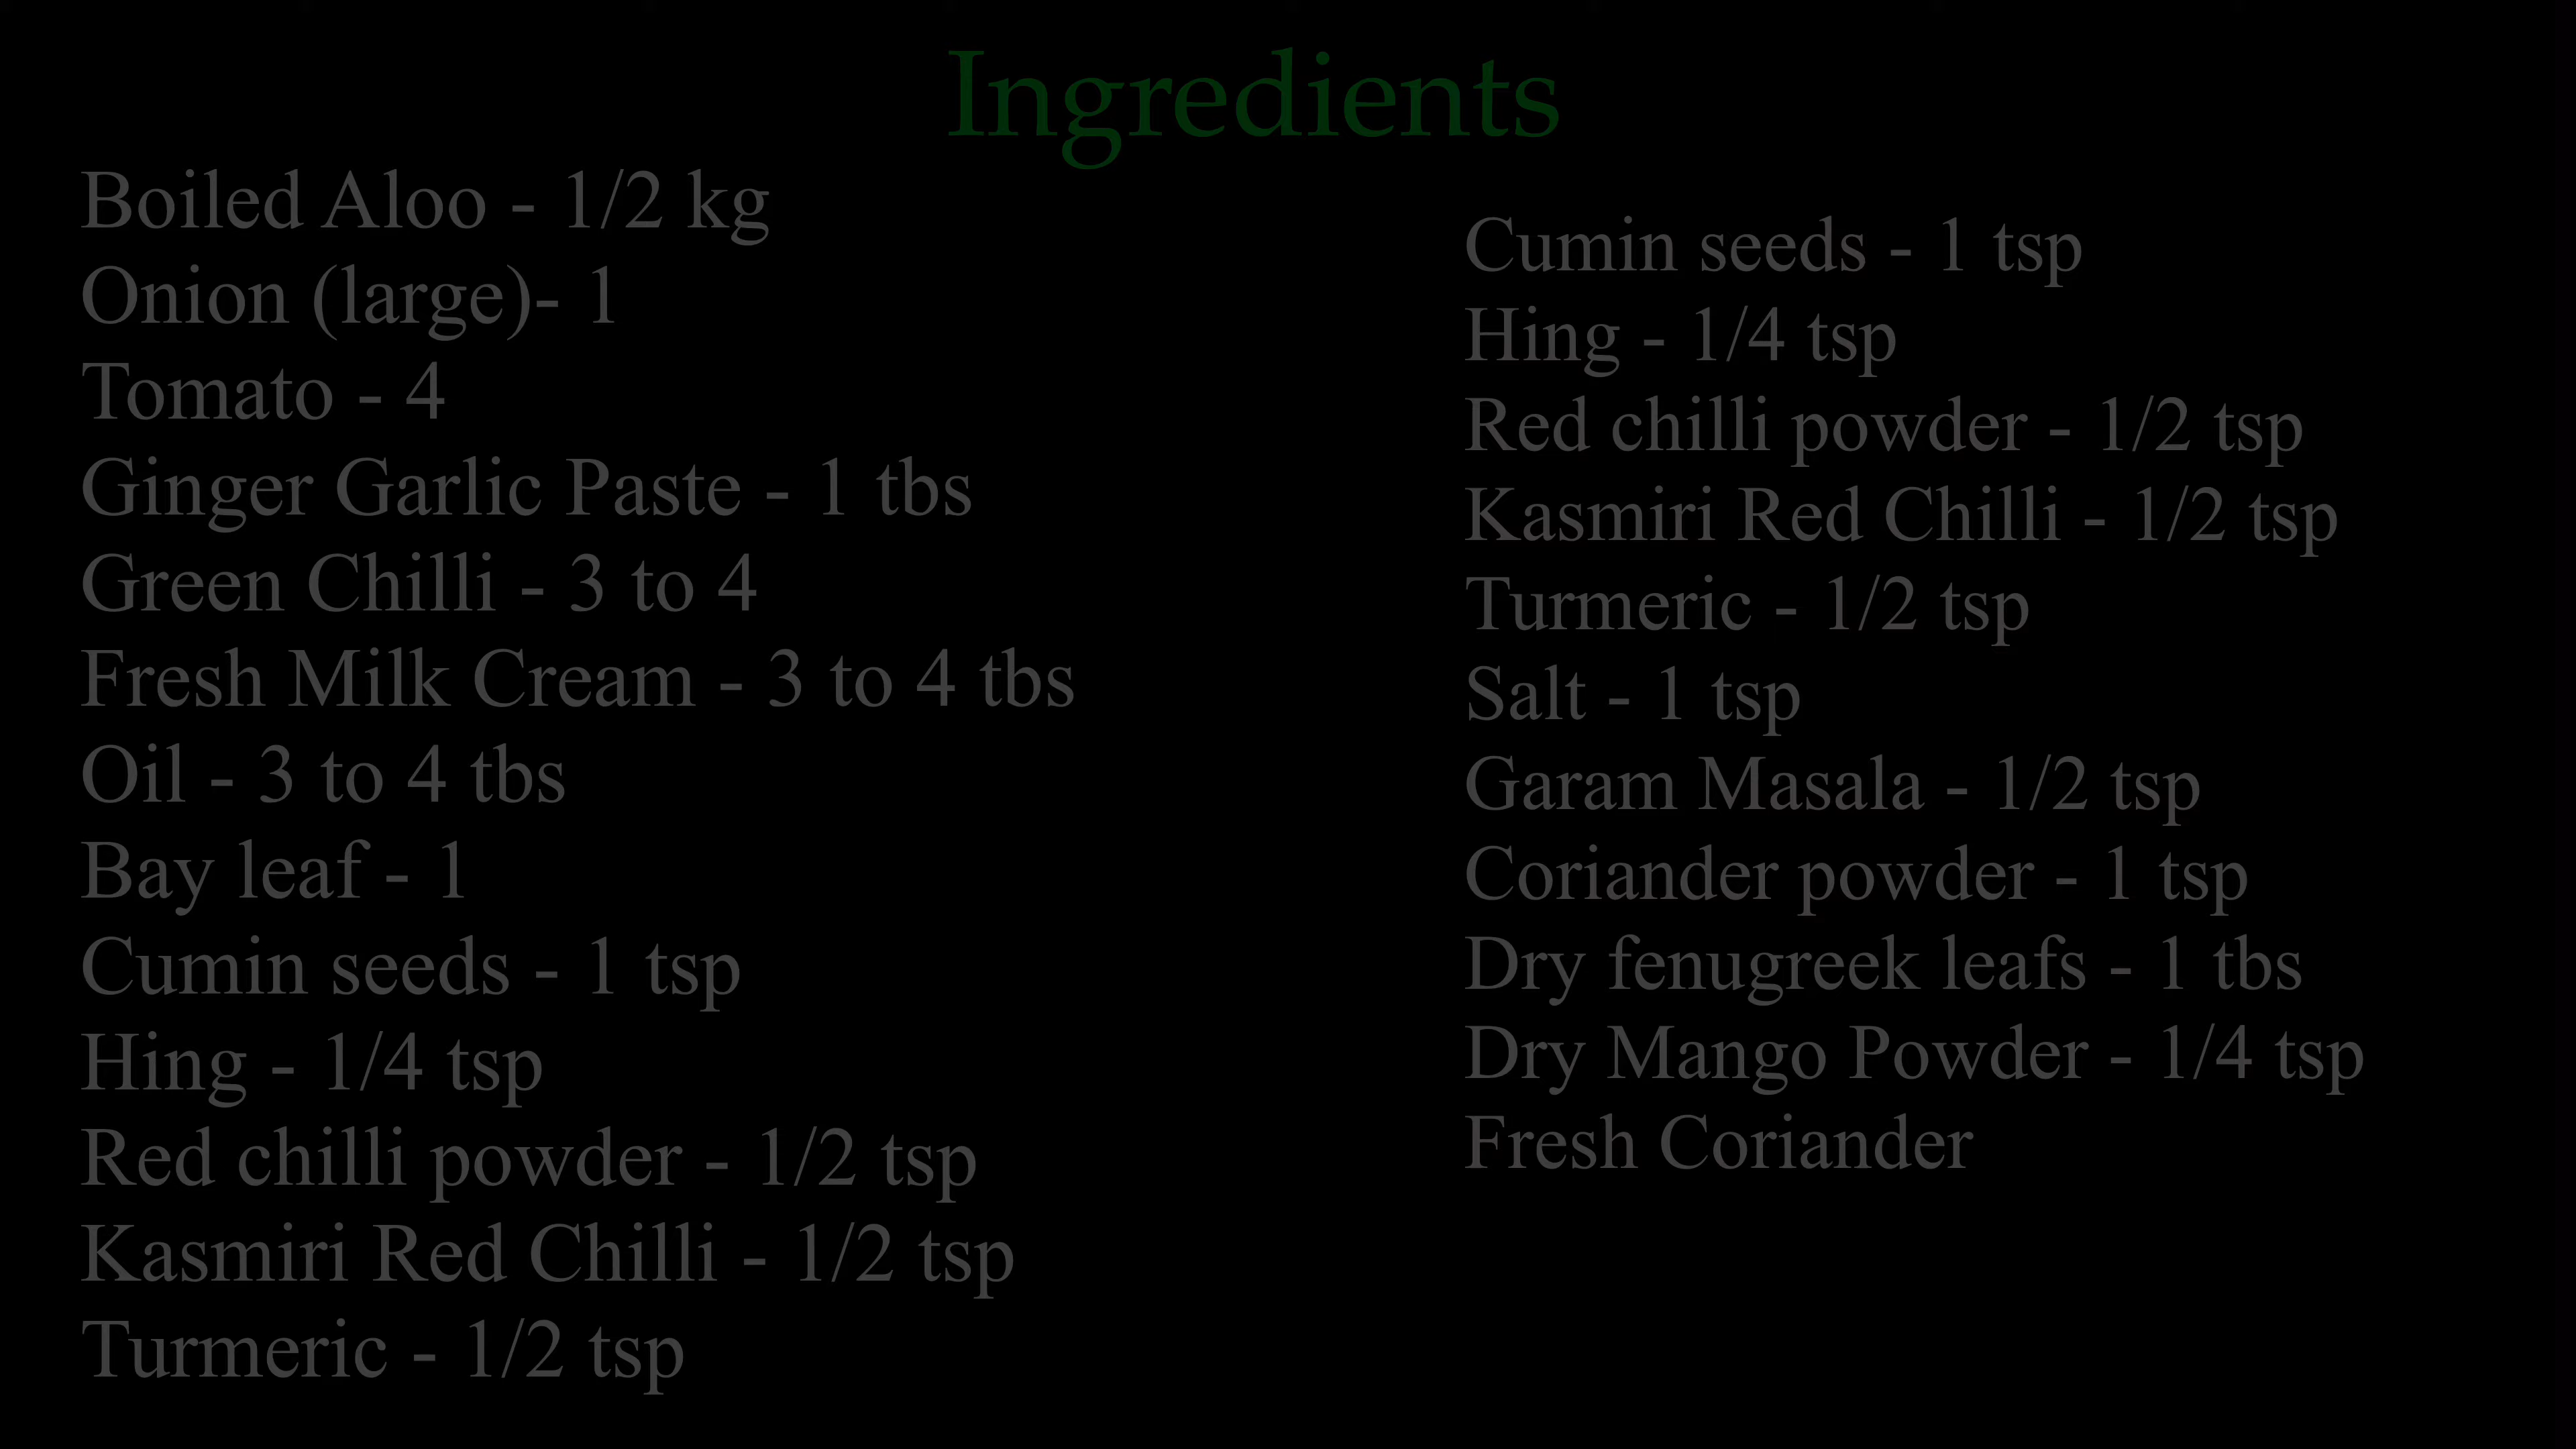 Ingredients
Boiled Aloo - 1/2 kg
Onion (large)- 1
Tomato - 4
Ginger Garlic Paste - 1 tbs
Green Chilli - 3 to 4
Fresh Milk Cream - 3 to 4 tbs
Oil - 3 to 4 tbs
Bay leaf - 1
Cumin seeds - 1 tsp
Hing - 1/4 tsp
Red chilli powder - 1/2 tsp
Kasmiri Red Chilli - 1/2 tsp
Turmeric - 1/2 tsp
Cumin seeds - 1 tsp
Hing - 1/4 tsp
Red chilli powder - 1/2 tsp
Kasmiri Red Chilli - 1/2 tsp
Turmeric - 1/2 tsp
Salt - 1 tsp
Garam Masala - 1/2 tsp
Coriander powder - 1 tsp
Dry fenugreek leafs - 1 tbs
Dry Mango Powder - 1/4 tsp
Fresh Coriander